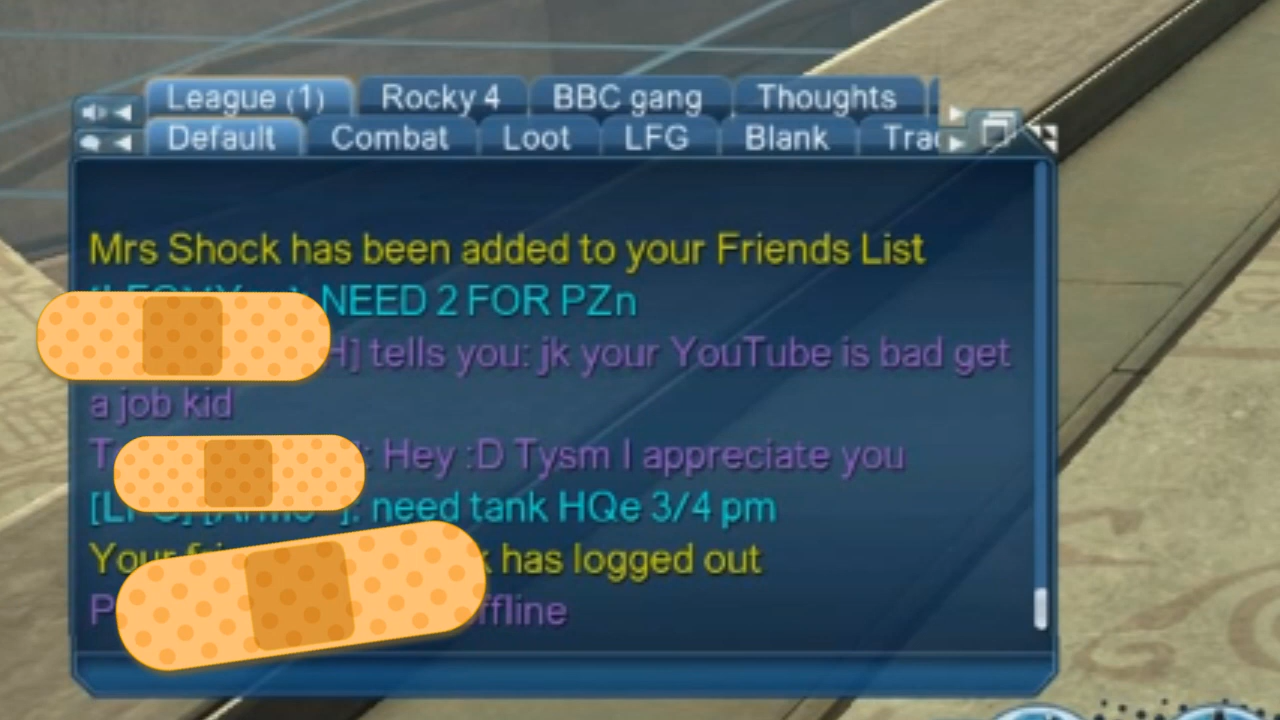 League (1) Rocky 4 BBC gang Thoughts
Default Combat Loot LFG Blank
Mrs Shock has been added to your Friends List
NEED 2 FOR PZn
tells you: jk your YouTube is bad get
a job kid
: Hey :D Tysm I appreciate you
need tank HQe 3/4 pm
Your has logged out